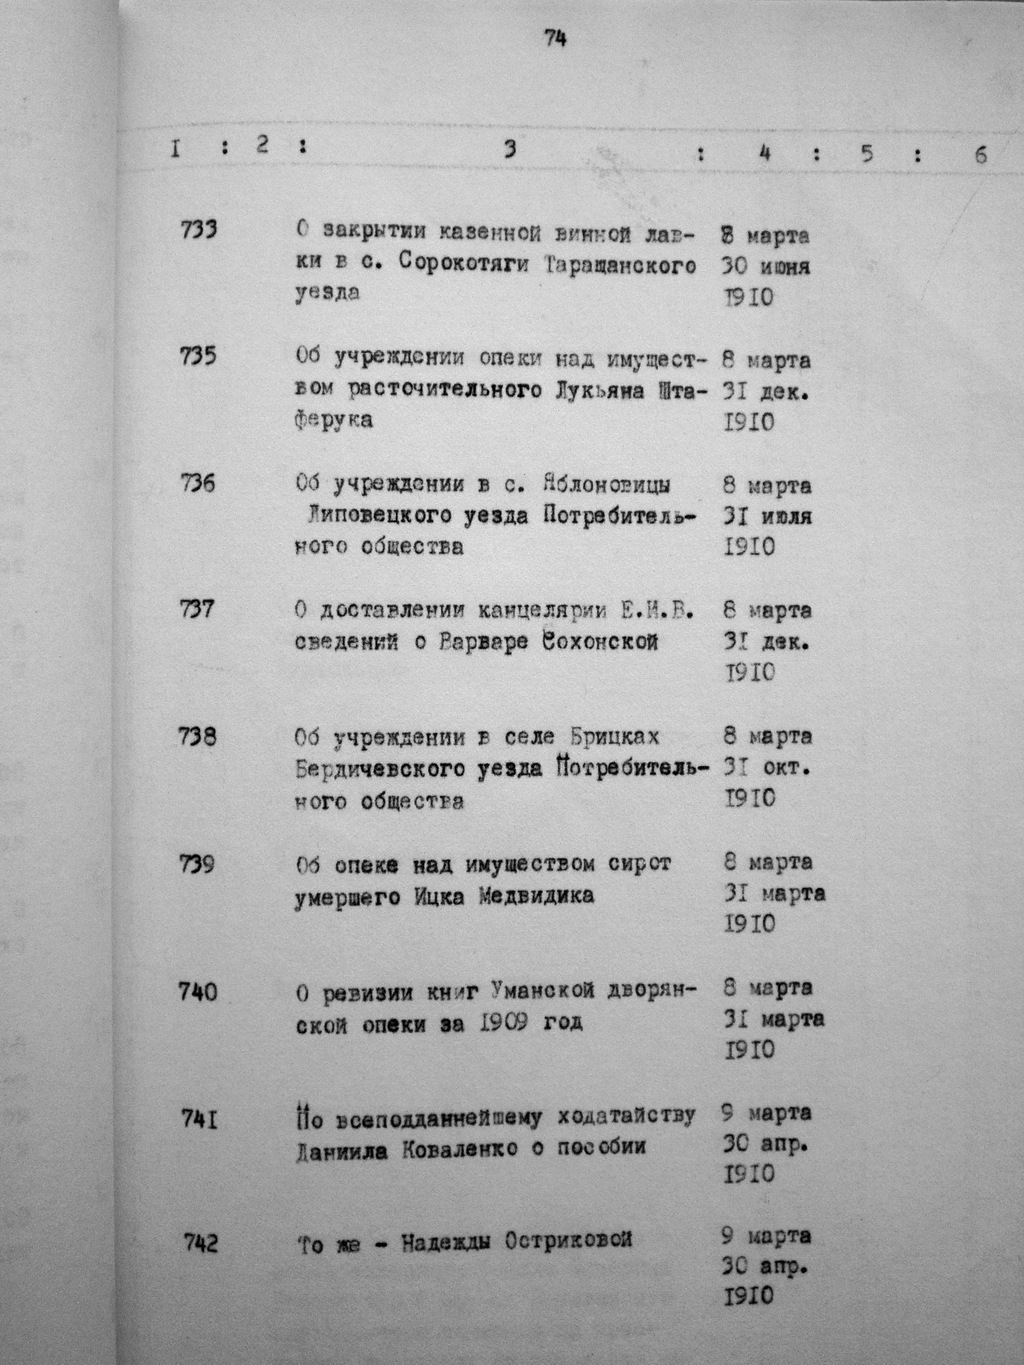 74
I : 2 : 3 : 4 : 5 : 6
733 О закрытии казенной винной лав- 8 марта
ки в с. Сорокотяги Таращанского 30 июня
уезда 1910
735 Об учреждении опеки над имущест- 8 марта
вом расточительного Лукьяна Шта- 31 дек.
ферука 1910
736 Об учреждении в с. Яблоновицы 8 марта
Липовецкого уезда Потребитель- 31 июля
ного общества 1910
737 О доставлении канцелярии Е.И.В. 8 марта
сведений о Варваре Сохонской 31 дек.
1910
738 Об учреждении в селе Брицках 8 марта
Бердичевского уезда Потребитель- 31 окт.
ного общества 1910
739 Об опеке над имуществом сирот 8 марта
умершего Ицка Медвидика 31 марта
1910
740 О ревизии книг Уманской дворян- 8 марта
ской опеки за 1909 год 31 марта
1910
741 По всеподданнейшему ходатайству 9 марта
Даниила Коваленко о пособии 30 апр.
1910
742 То же - Надежды Остриковой 9 марта
30 апр.
1910